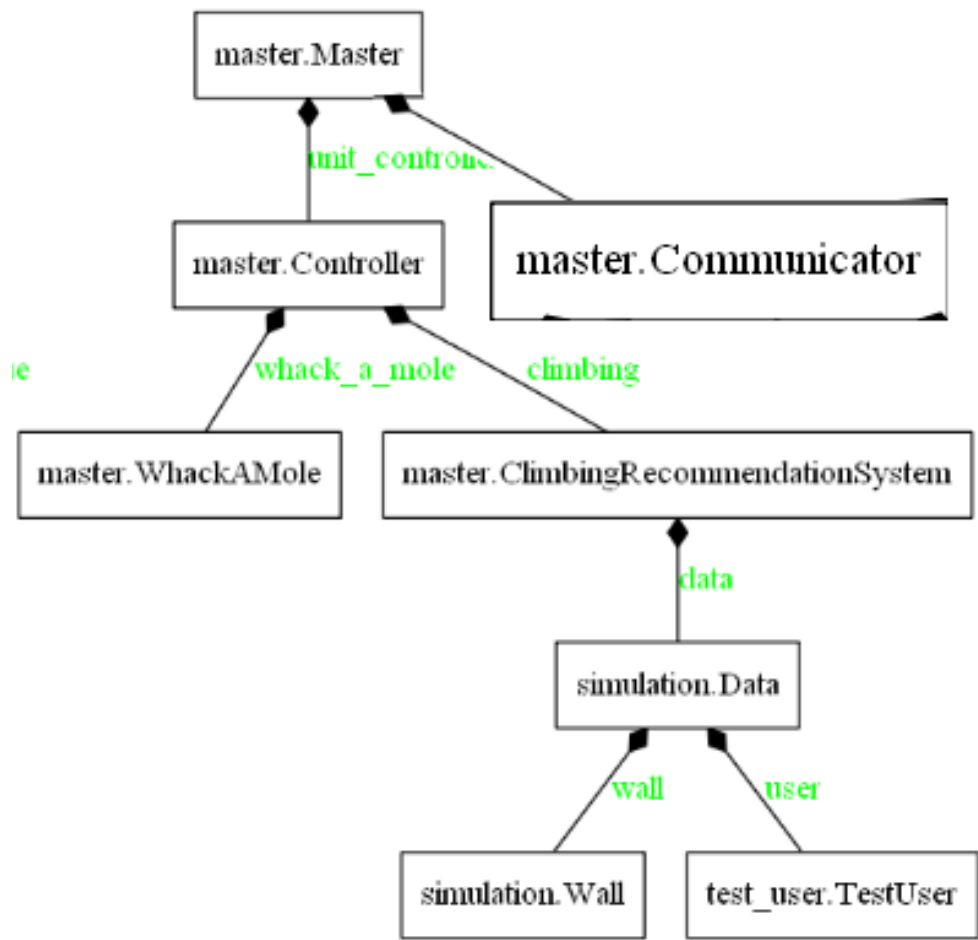 master.Master
master.Controller
master.Communicator
whack_a_mole
climbing
master.WhackAMole
master.ClimbingRecommendationSystem
data
simulation.Data
wall
user
simulation.Wall
test_user.TestUser